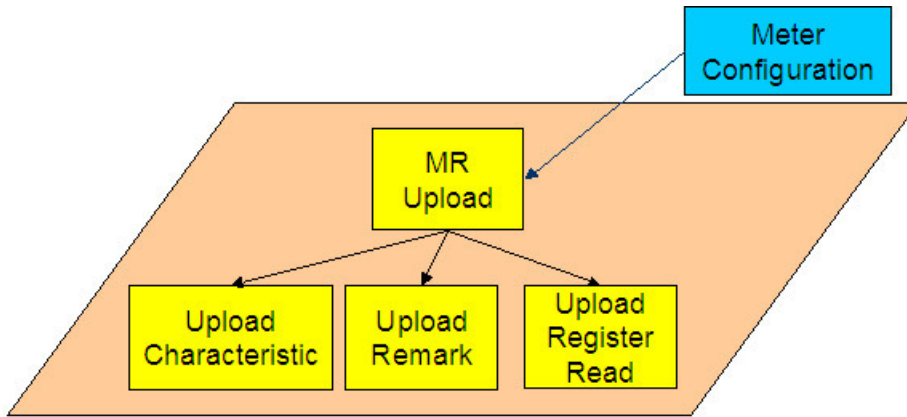 Meter
Configuration
MR
Upload
Upload
Characteristic
Upload
Remark
Upload
Register
Read